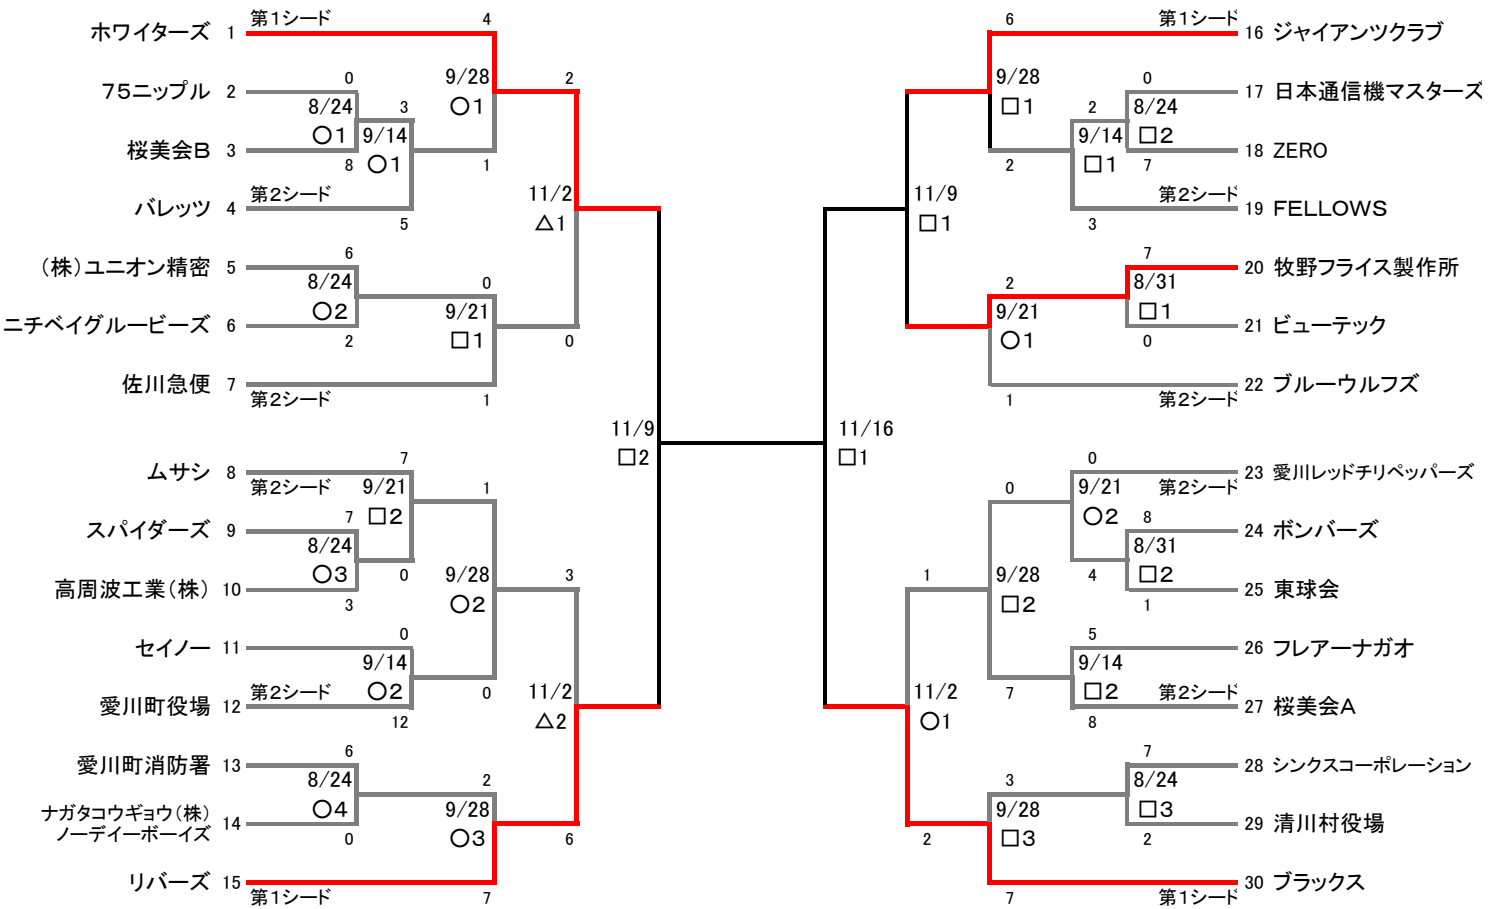 ホワイターズ 1 第1シード 4
75ニップル 2 0
8/24
○1
桜美会B 3 8
3
9/14
○1
バレッツ 4 第2シード 5
9/28
○1
1
2
(株)ユニオン精密 5 6
8/24
○2
ニチベイグルービーズ 6 2
0
9/21
□1
佐川急便 7 第2シード 1
11/2
△1
0
ムサシ 8 第2シード 7
9/21
□2
スパイダーズ 9 7
8/24
○3
高周波工業(株) 10 3
0
1
9/28
○2
セイノー 11 0
9/14
○2
愛川町役場 12 第2シード 12
0
3
11/2
△2
愛川町消防署 13 6
8/24
○4
ナガタコウギョウ(株)
ノーデイーボーイズ 14 0
2
9/28
○3
リバーズ 15 第1シード 7
6
11/9
□2
11/16
□1
6 第1シード 16 ジャイアンツクラブ
9/28
□1
0 17 日本通信機マスターズ
8/24
□2
7 18 ZERO
2
9/14
□1
3 第2シード 19 FELLOWS
2
11/9
□1
7 20 牧野フライス製作所
8/31
□1
0 21 ビューテック
2
9/21
○1
1 第2シード 22 ブルーウルフズ
0 第2シード 23 愛川レッドチリペッパーズ
9/21
○2
8 24 ボンバーズ
8/31
□2
1 25 東球会
4
0
9/28
□2
5 26 フレアーナガオ
9/14
□2
8 第2シード 27 桜美会A
7
1
11/2
○1
7 28 シンクスコーポレーション
8/24
□3
2 29 清川村役場
3
9/28
□3
7 第1シード 30 ブラックス
2